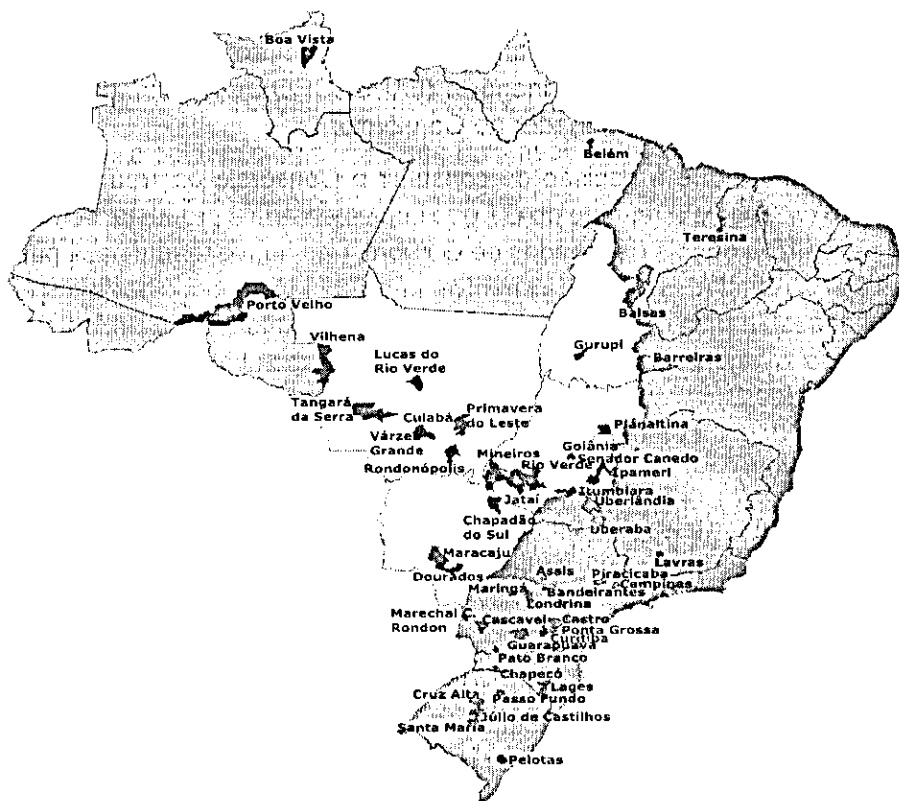 Boa Vista
Belém
Teresina
Porto Velho
Balsas
Vilhena
Gurupi
Barreiras
Lucas do
Rio Verde
Tangará
da Serra
Cuiabá
Primavera
do Leste
Planaltina
Várzea
Grande
Goiânia
Senador Canedo
Mineiros
Rio Verde
Ipameri
Rondonópolis
Jataí
Itumbiara
Uberlândia
Chapadão
do Sul
Uberaba
Maracaju
Lavras
Dourados
Assis
Piracicaba
Campinas
Maringá
Bandeirantes
Londrina
Marechal C.
Rondon
Cascavel
Castro
Ponta Grossa
Curitiba
Guarapuava
Pato Branco
Chapecó
Lages
Cruz Alta
Passo Fundo
Júlio de Castilhos
Santa Maria
Pelotas